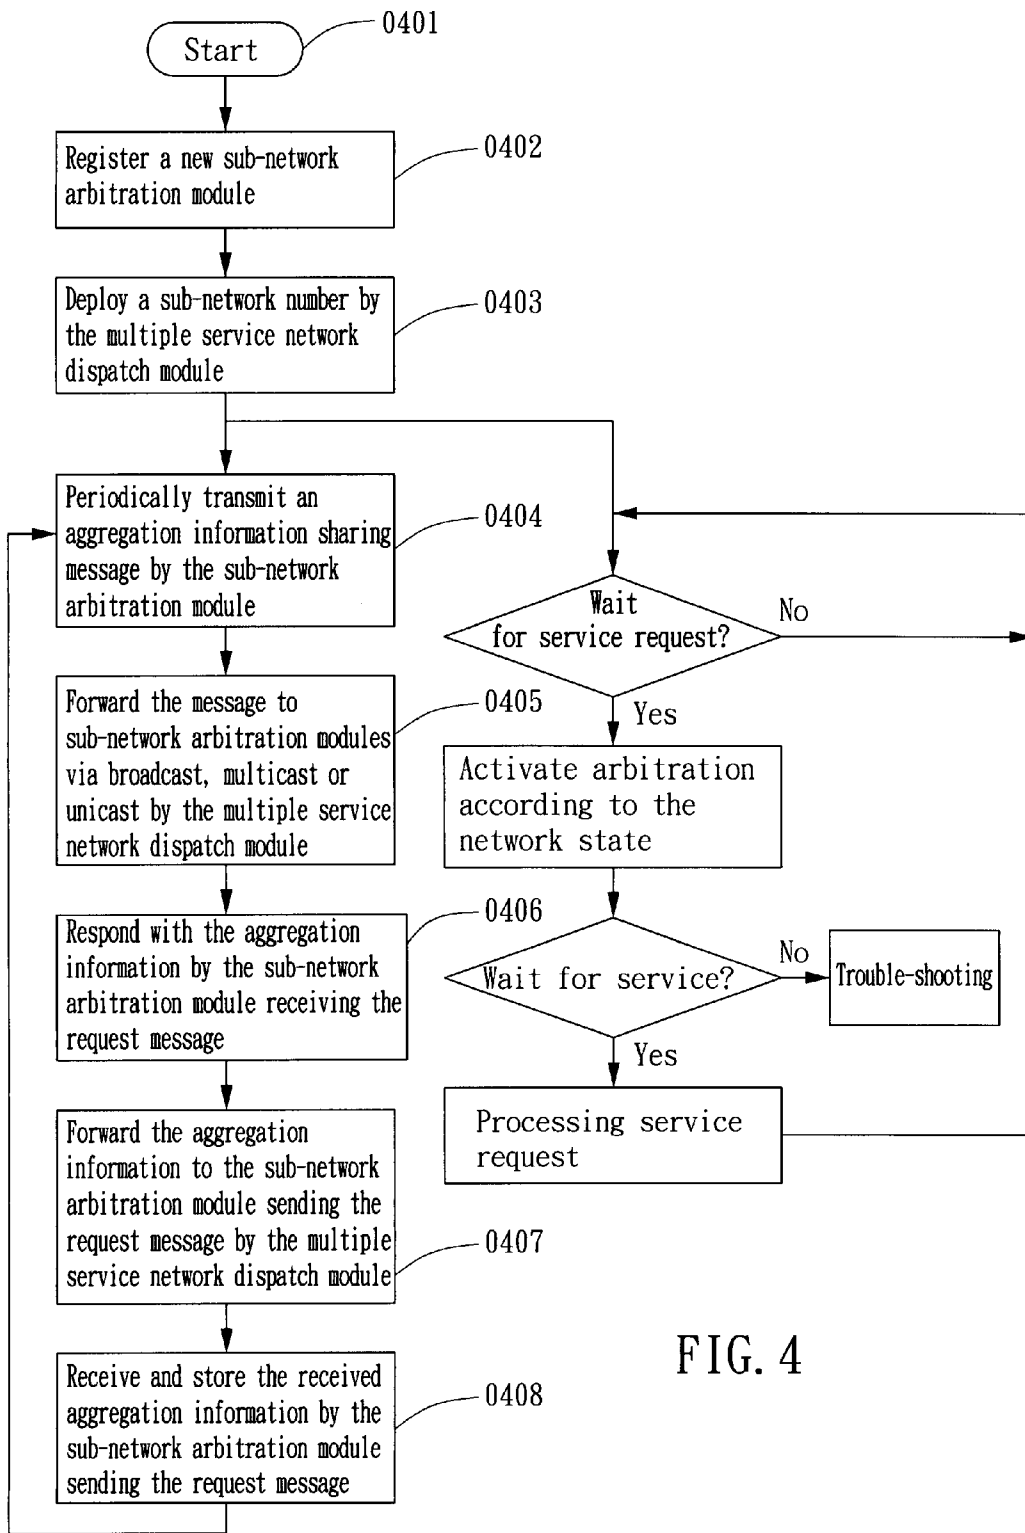 Start
0401
Register a new sub-network
arbitration module
0402
Deploy a sub-network number by
the multiple service network
dispatch module
0403
Periodically transmit an
aggregation information sharing
message by the sub-network
arbitration module
0404
Forward the message to
sub-network arbitration modules
via broadcast, multicast or
unicast by the multiple service
network dispatch module
0405
Respond with the aggregation
information by the sub-network
arbitration module receiving the
request message
0406
Forward the aggregation
information to the sub-network
arbitration module sending the
request message by the multiple
service network dispatch module
0407
Receive and store the received
aggregation information by the
sub-network arbitration module
sending the request message
0408
Wait
for service request?
No
Yes
Activate arbitration
according to the
network state
Wait for service?
No
Trouble-shooting
Yes
Processing service
request
FIG. 4